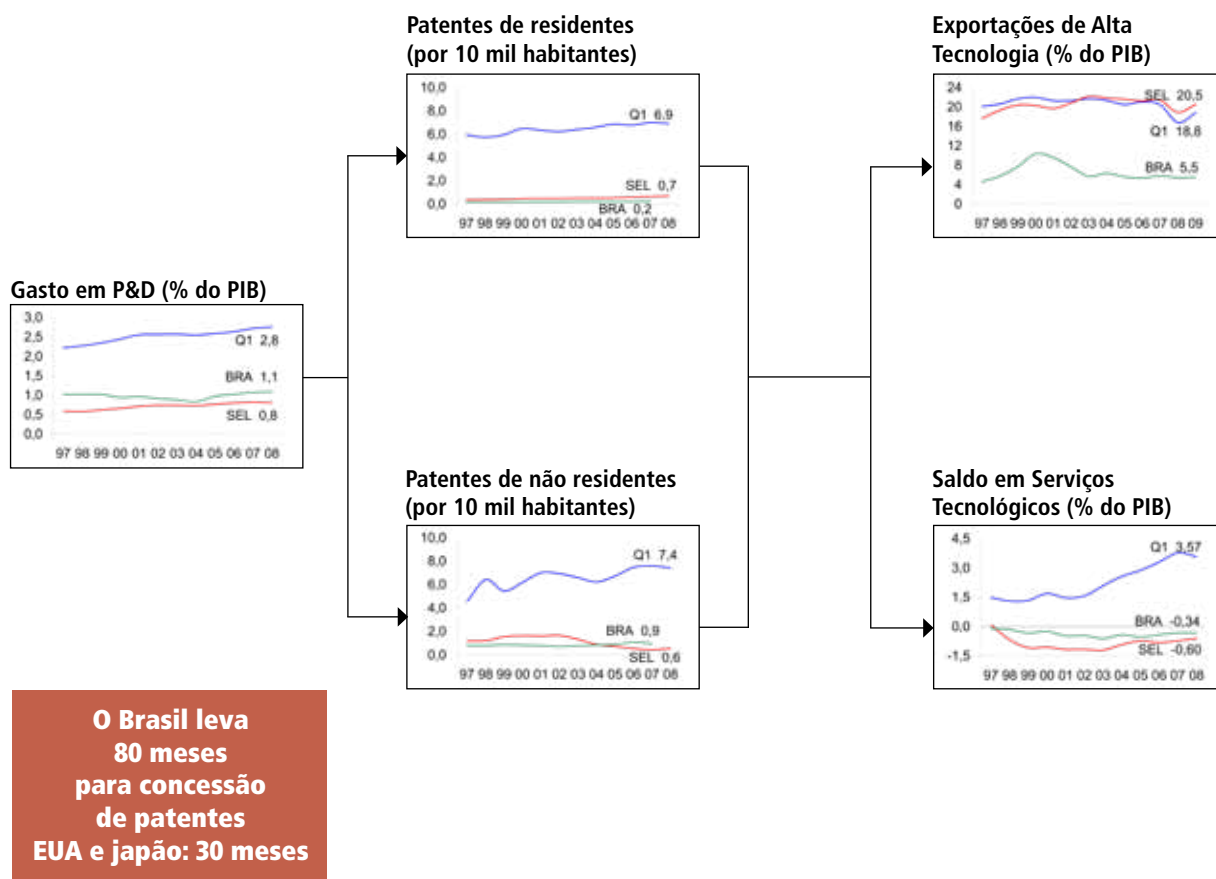 Patentes de residentes
(por 10 mil habitantes)
10,0
8,0
6,0
4,0
2,0
0,0
Q1 6,9
SEL 0,7
BRA 0,2
97 98 99 00 01 02 03 04 05 06 07 08
Exportações de Alta
Tecnologia (% do PIB)
24
20
16
12
8
4
0
SEL 20,5
Q1 18,8
BRA 5,5
97 98 99 00 01 02 03 04 05 06 07 08 09
Gasto em P&D (% do PIB)
3,0
2,5
2,0
1,5
1,0
0,5
0,0
Q1 2,8
BRA 1,1
SEL 0,8
97 98 99 00 01 02 03 04 05 06 07 08
Patentes de não residentes
(por 10 mil habitantes)
10,0
8,0
6,0
4,0
2,0
0,0
Q1 7,4
BRA 0,9
SEL 0,6
97 98 99 00 01 02 03 04 05 06 07 08
Saldo em Serviços
Tecnológicos (% do PIB)
4,5
3,0
1,5
0,0
-1,5
Q1 3,57
BRA -0,34
SEL -0,60
97 98 99 00 01 02 03 04 05 06 07 08
O Brasil leva
80 meses
para concessão
de patentes
EUA e japão: 30 meses